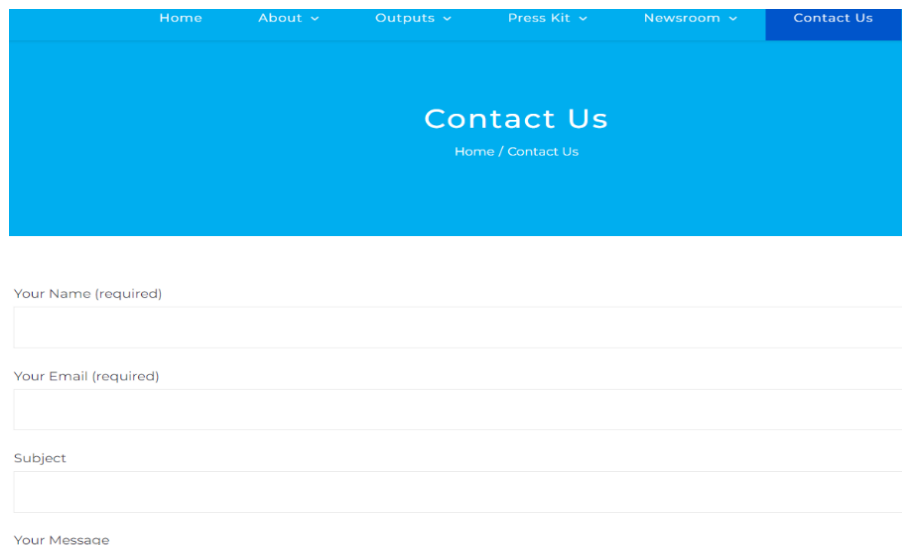 Home About Outputs Press Kit Newsroom Contact Us
Contact Us
Home / Contact Us
Your Name (required)
Your Email (required)
Subject
Your Message